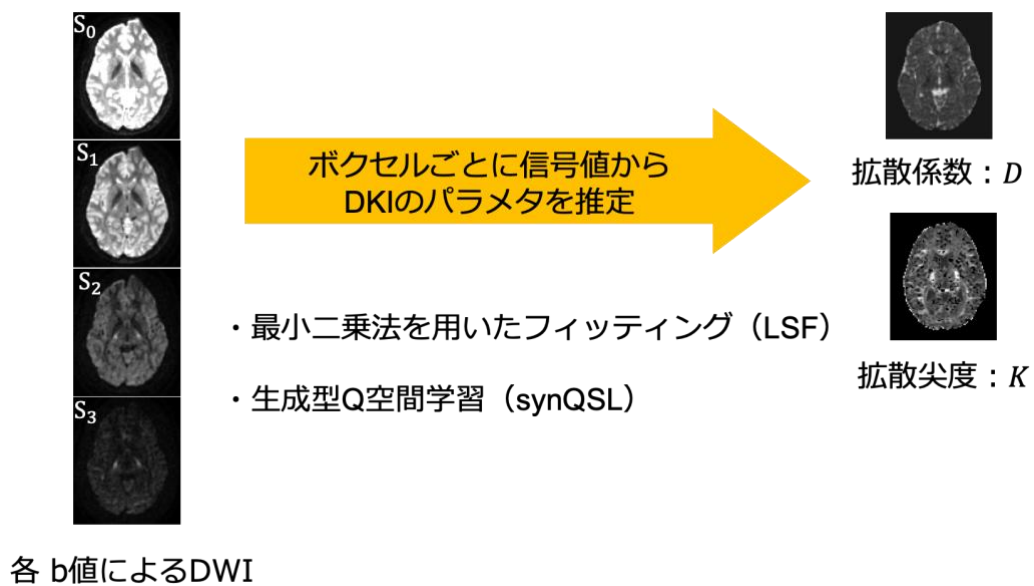 S₀
S₁
S₂
S₃
各 b値によるDWI
ボクセルごとに信号値から
DKIのパラメタを推定
・最小二乗法を用いたフィッティング（LSF）
・生成型Q空間学習（synQSL）
拡散係数：D
拡散尖度：K